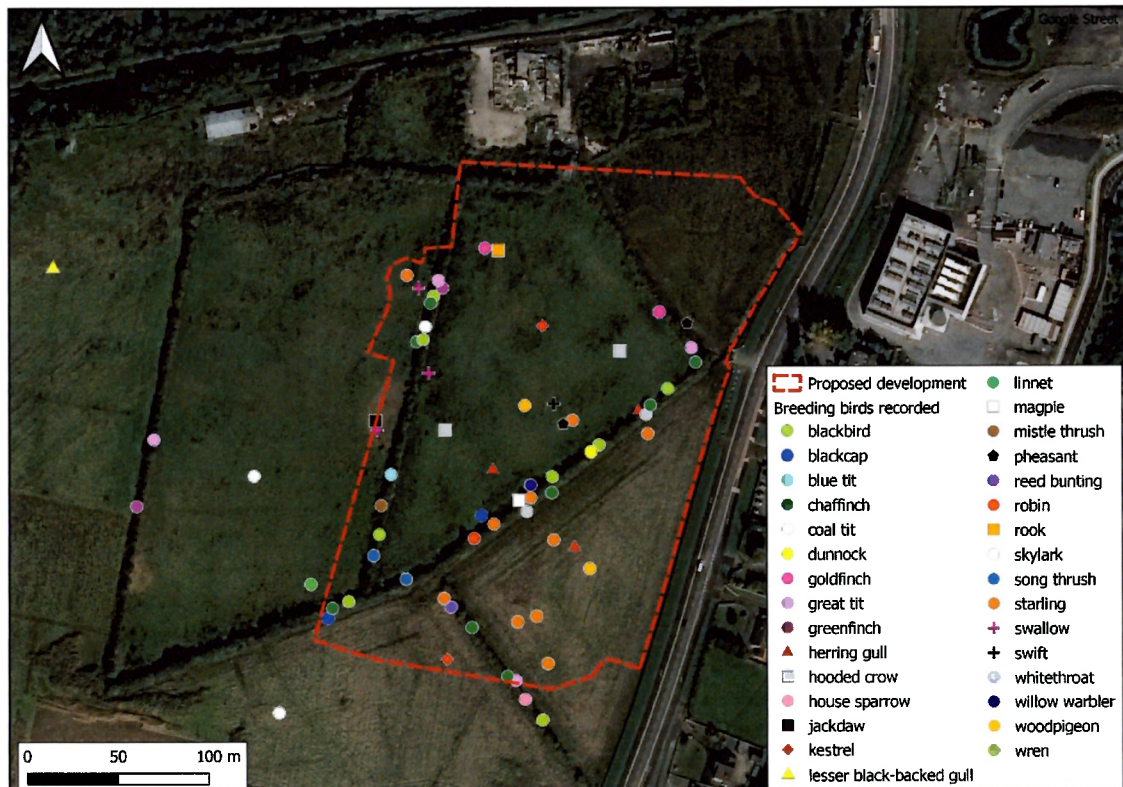 Google Street
Proposed development
Breeding birds recorded
blackbird
blackcap
blue tit
chaffinch
coal tit
dunnock
goldfinch
great tit
greenfinch
herring gull
hooded crow
house sparrow
jackdaw
kestrel
lesser black-backed gull
linnet
magpie
mistle thrush
pheasant
reed bunting
robin
rook
skylark
song thrush
starling
swallow
swift
whitethroat
willow warbler
woodpigeon
wren
0 50 100 m